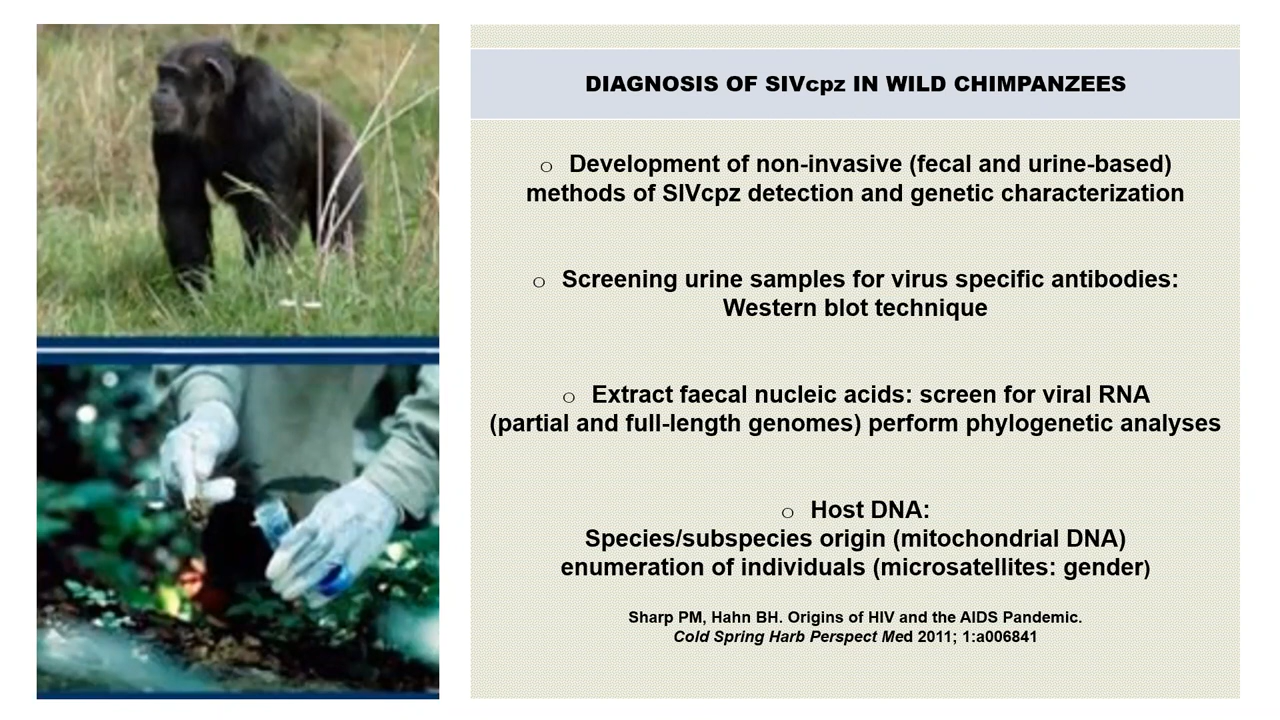 DIAGNOSIS OF SIVcpz IN WILD CHIMPANZEES
o Development of non-invasive (fecal and urine-based)
methods of SIVcpz detection and genetic characterization
o Screening urine samples for virus specific antibodies:
Western blot technique
o Extract faecal nucleic acids: screen for viral RNA
(partial and full-length genomes) perform phylogenetic analyses
o Host DNA:
Species/subspecies origin (mitochondrial DNA)
enumeration of individuals (microsatellites: gender)
Sharp PM, Hahn BH. Origins of HIV and the AIDS Pandemic.
Cold Spring Harb Perspect Med 2011; 1:a006841